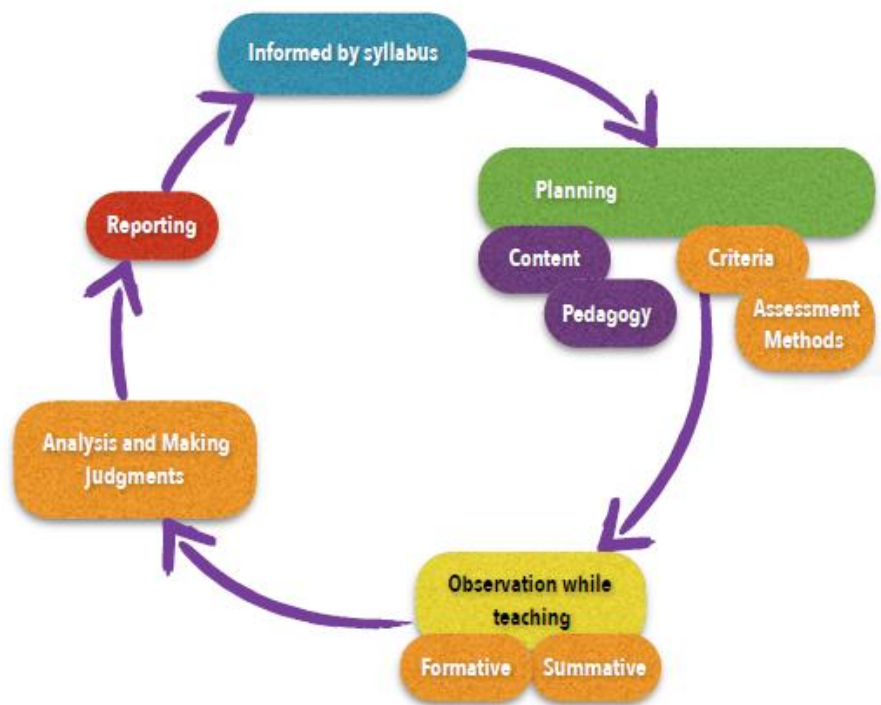 Informed by syllabus
Planning
Content
Pedagogy
Criteria
Assessment
Methods
Observation while
teaching
Formative
Summative
Analysis and Making
Judgments
Reporting